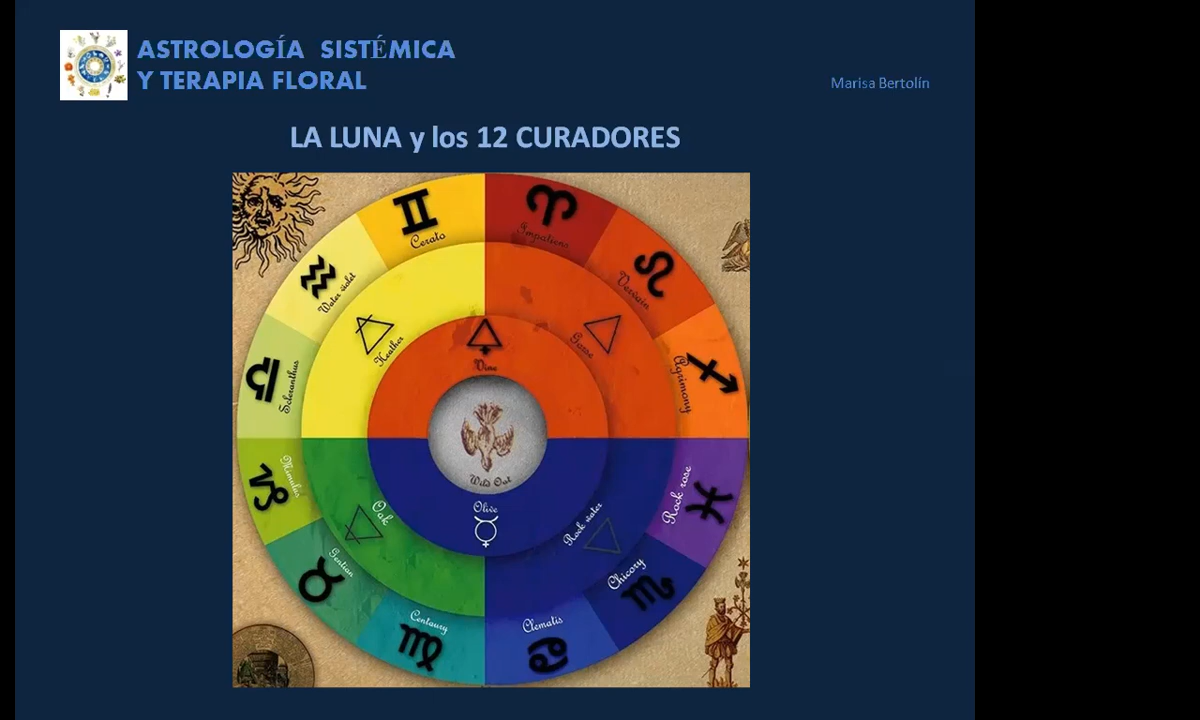 ASTROLOGÍA SISTÉMICA
Y TERAPIA FLORAL
Marisa Bertolín
LA LUNA y los 12 CURADORES
Cerato
Impatiens
Water violet
Vervain
Heather
Gorse
Vine
Agrimony
Scleranthus
Wild Oat
Mimulus
Rock rose
Oak
Olive
Rock water
Gentian
Chicory
Centaury
Clematis